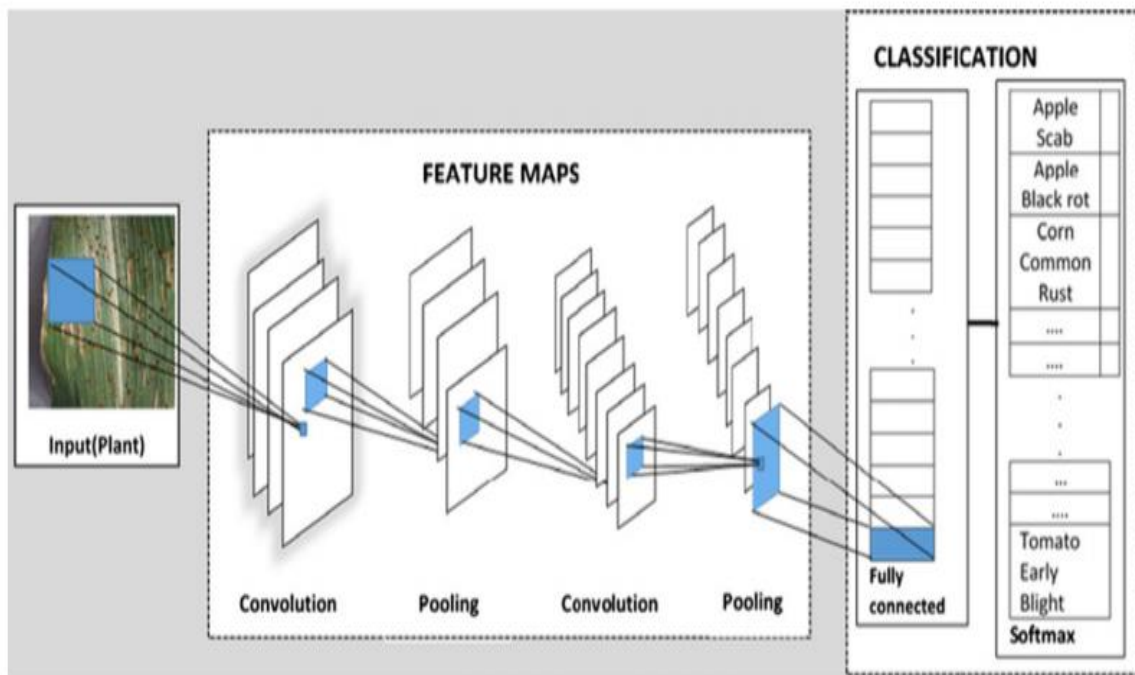 CLASSIFICATION
FEATURE MAPS
Input(Plant)
Convolution
Pooling
Convolution
Pooling
Fully
connected
Apple
Scab
Apple
Black rot
Corn
Common
Rust
....
....
...
....
Tomato
Early
Blight
Softmax